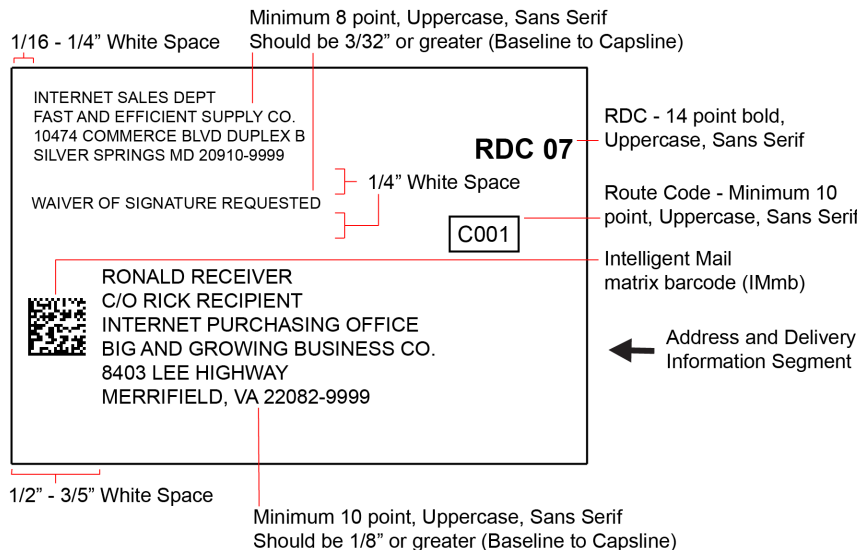 Minimum 8 point, Uppercase, Sans Serif
Should be 3/32” or greater (Baseline to Capsline)
1/16 - 1/4” White Space
INTERNET SALES DEPT
FAST AND EFFICIENT SUPPLY CO.
10474 COMMERCE BLVD DUPLEX B
SILVER SPRINGS MD 20910-9999
RDC 07
RDC - 14 point bold,
Uppercase, Sans Serif
1/4” White Space
WAIVER OF SIGNATURE REQUESTED
C001
Route Code - Minimum 10
point, Uppercase, Sans Serif
Intelligent Mail
matrix barcode (IMmb)
RONALD RECEIVER
C/O RICK RECIPIENT
INTERNET PURCHASING OFFICE
BIG AND GROWING BUSINESS CO.
8403 LEE HIGHWAY
MERRIFIELD, VA 22082-9999
Address and Delivery
Information Segment
1/2” - 3/5” White Space
Minimum 10 point, Uppercase, Sans Serif
Should be 1/8” or greater (Baseline to Capsline)